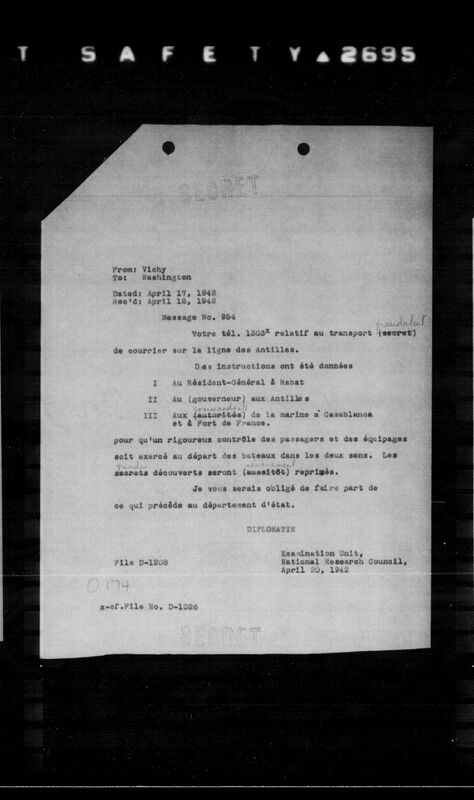 T SAFETY▲2695
SECRET
From: Vichy
To: Washington
Dated: April 17, 1942
Rec'd: April 18, 1942
Message No. 954
Votre tél. 1303x relatif au transport (secret) fraudulent
de courrier sur la ligne des Antilles.
Des instructions ont été données
I Au Résident-Général à Rabat
II Au (gouverneur) aux Antilles
commandants
III Aux (autorités) de la marine à Casablanca
et à Fort de France.
pour qu'un rigoureux contrôle des passagers et des équipages
soit exercé au départ des bateaux dans les deux sens. Les
fraudes sévèrement
secrets découverts seront (aussitôt) reprimés.
Je vous serais obligé de faire part de
ce qui précède au département d'état.
DIPLOMATIE
Examination Unit,
File D-1208 National Research Council,
April 20, 1942
0174
x-cf.File No. D-1026
SECRET